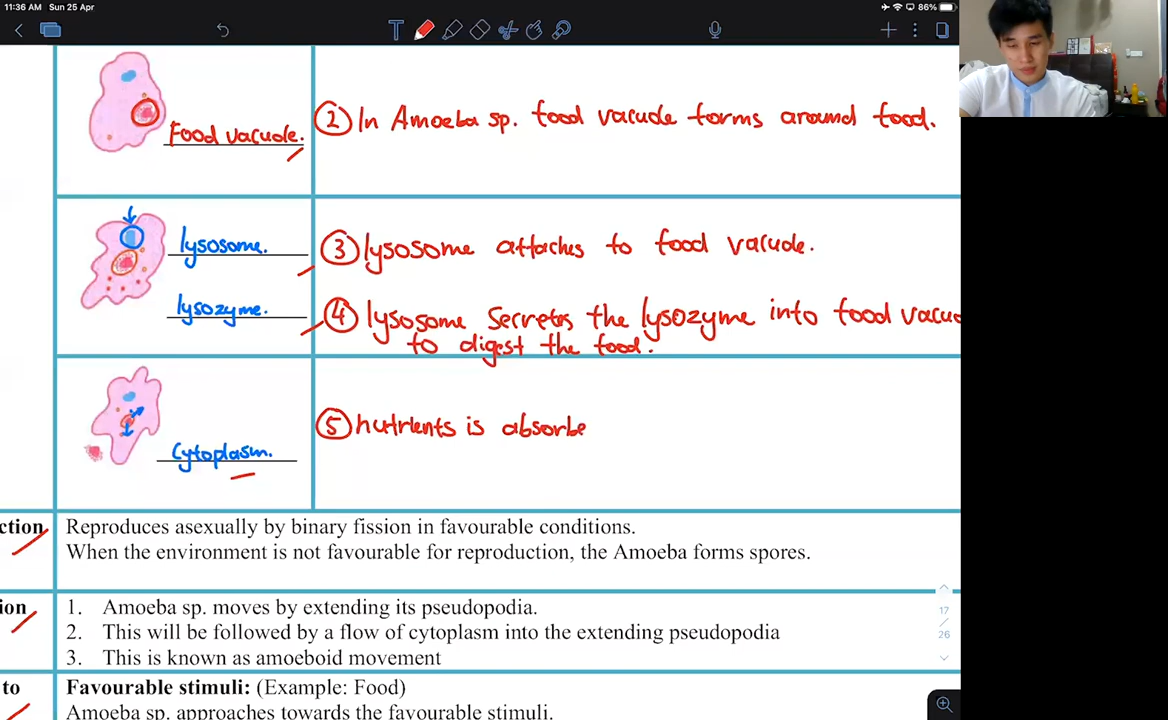 11:36 AM Sun 25 Apr
86%
T
Food vacuole.
② In Amoeba sp. food vacuole forms around food.
lysosome.
③ lysosome attaches to food vacuole.
lysozyme.
④ lysosome secretes the lysozyme into food vacuo
to digest the food.
⑤ nutrients is absorbe
Cytoplasm.
ction
Reproduces asexually by binary fission in favourable conditions.
When the environment is not favourable for reproduction, the Amoeba forms spores.
ion
1. Amoeba sp. moves by extending its pseudopodia.
2. This will be followed by a flow of cytoplasm into the extending pseudopodia
3. This is known as amoeboid movement
17
/
26
to
Favourable stimuli: (Example: Food)
Amoeba sp. approaches towards the favourable stimuli.